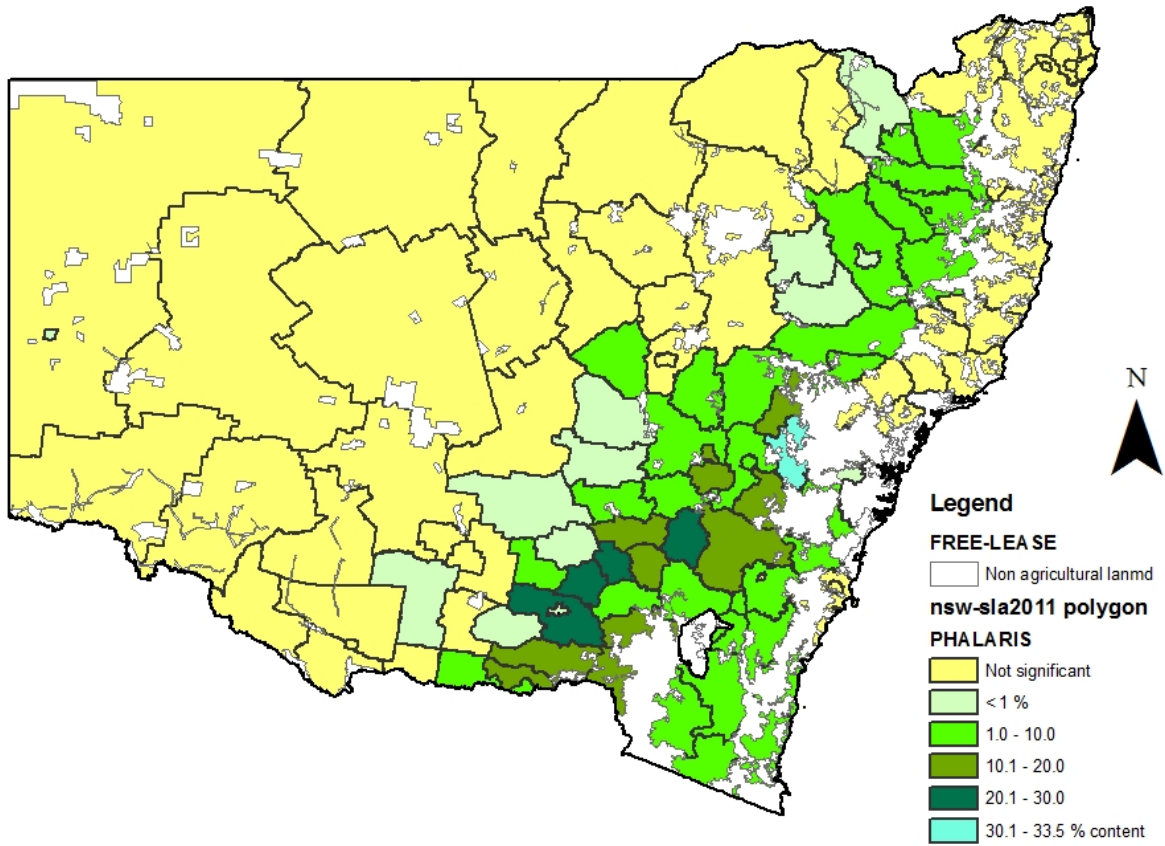 N
Legend
FREE-LEASE
Non agricultural lanmd
nsw-sla2011 polygon
PHALARIS
Not significant
< 1 %
1.0 - 10.0
10.1 - 20.0
20.1 - 30.0
30.1 - 33.5 % content